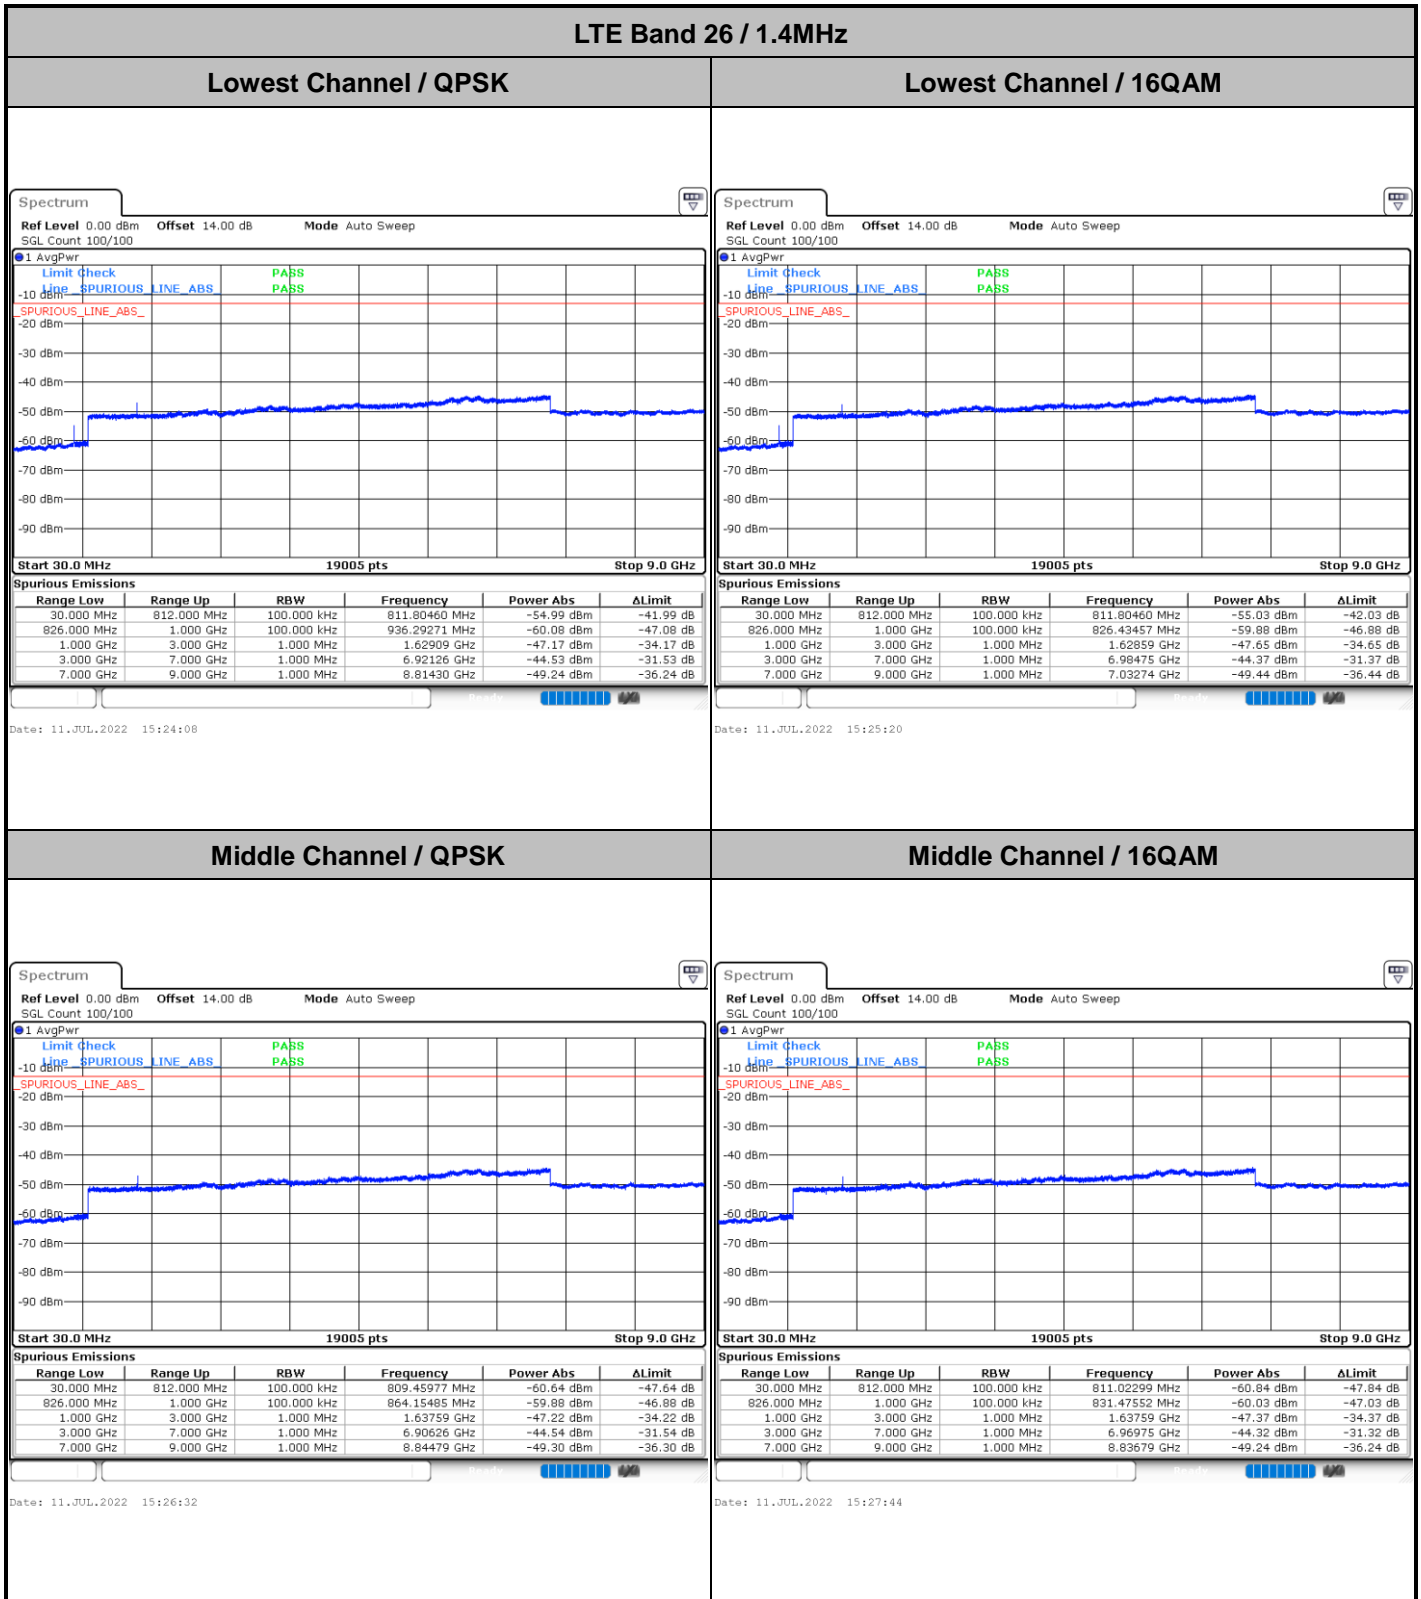 LTE Band 26 / 1.4MHz
Lowest Channel / QPSK
Lowest Channel / 16QAM
Spectrum
Ref Level 0.00 dBm Offset 14.00 dB Mode Auto Sweep
SGL Count 100/100
1 AvgPwr
Limit Check PASS
Line _SPURIOUS_LINE_ABS_ PASS
-10 dBm
_SPURIOUS_LINE_ABS_
-20 dBm
-30 dBm
-40 dBm
-50 dBm
-60 dBm
-70 dBm
-80 dBm
-90 dBm
Start 30.0 MHz 19005 pts Stop 9.0 GHz
Spurious Emissions
Range Low Range Up RBW Frequency Power Abs ΔLimit
30.000 MHz 812.000 MHz 100.000 kHz 811.80460 MHz -54.99 dBm -41.99 dB
826.000 MHz 1.000 GHz 100.000 kHz 936.29271 MHz -60.08 dBm -47.08 dB
1.000 GHz 3.000 GHz 1.000 MHz 1.62909 GHz -47.17 dBm -34.17 dB
3.000 GHz 7.000 GHz 1.000 MHz 6.92126 GHz -44.53 dBm -31.53 dB
7.000 GHz 9.000 GHz 1.000 MHz 8.81430 GHz -49.24 dBm -36.24 dB
Ready
Date: 11.JUL.2022 15:24:08
Spectrum
Ref Level 0.00 dBm Offset 14.00 dB Mode Auto Sweep
SGL Count 100/100
1 AvgPwr
Limit Check PASS
Line _SPURIOUS_LINE_ABS_ PASS
-10 dBm
_SPURIOUS_LINE_ABS_
-20 dBm
-30 dBm
-40 dBm
-50 dBm
-60 dBm
-70 dBm
-80 dBm
-90 dBm
Start 30.0 MHz 19005 pts Stop 9.0 GHz
Spurious Emissions
Range Low Range Up RBW Frequency Power Abs ΔLimit
30.000 MHz 812.000 MHz 100.000 kHz 811.80460 MHz -55.03 dBm -42.03 dB
826.000 MHz 1.000 GHz 100.000 kHz 826.43457 MHz -59.88 dBm -46.88 dB
1.000 GHz 3.000 GHz 1.000 MHz 1.62859 GHz -47.65 dBm -34.65 dB
3.000 GHz 7.000 GHz 1.000 MHz 6.98475 GHz -44.37 dBm -31.37 dB
7.000 GHz 9.000 GHz 1.000 MHz 7.03274 GHz -49.44 dBm -36.44 dB
Ready
Date: 11.JUL.2022 15:25:20
Middle Channel / QPSK
Middle Channel / 16QAM
Spectrum
Ref Level 0.00 dBm Offset 14.00 dB Mode Auto Sweep
SGL Count 100/100
1 AvgPwr
Limit Check PASS
Line _SPURIOUS_LINE_ABS_ PASS
-10 dBm
_SPURIOUS_LINE_ABS_
-20 dBm
-30 dBm
-40 dBm
-50 dBm
-60 dBm
-70 dBm
-80 dBm
-90 dBm
Start 30.0 MHz 19005 pts Stop 9.0 GHz
Spurious Emissions
Range Low Range Up RBW Frequency Power Abs ΔLimit
30.000 MHz 812.000 MHz 100.000 kHz 809.45977 MHz -60.64 dBm -47.64 dB
826.000 MHz 1.000 GHz 100.000 kHz 864.15485 MHz -59.88 dBm -46.88 dB
1.000 GHz 3.000 GHz 1.000 MHz 1.63759 GHz -47.22 dBm -34.22 dB
3.000 GHz 7.000 GHz 1.000 MHz 6.90626 GHz -44.54 dBm -31.54 dB
7.000 GHz 9.000 GHz 1.000 MHz 8.84479 GHz -49.30 dBm -36.30 dB
Ready
Date: 11.JUL.2022 15:26:32
Spectrum
Ref Level 0.00 dBm Offset 14.00 dB Mode Auto Sweep
SGL Count 100/100
1 AvgPwr
Limit Check PASS
Line _SPURIOUS_LINE_ABS_ PASS
-10 dBm
_SPURIOUS_LINE_ABS_
-20 dBm
-30 dBm
-40 dBm
-50 dBm
-60 dBm
-70 dBm
-80 dBm
-90 dBm
Start 30.0 MHz 19005 pts Stop 9.0 GHz
Spurious Emissions
Range Low Range Up RBW Frequency Power Abs ΔLimit
30.000 MHz 812.000 MHz 100.000 kHz 811.02299 MHz -60.84 dBm -47.84 dB
826.000 MHz 1.000 GHz 100.000 kHz 831.47552 MHz -60.03 dBm -47.03 dB
1.000 GHz 3.000 GHz 1.000 MHz 1.63759 GHz -47.37 dBm -34.37 dB
3.000 GHz 7.000 GHz 1.000 MHz 6.96975 GHz -44.32 dBm -31.32 dB
7.000 GHz 9.000 GHz 1.000 MHz 8.83679 GHz -49.24 dBm -36.24 dB
Ready
Date: 11.JUL.2022 15:27:44